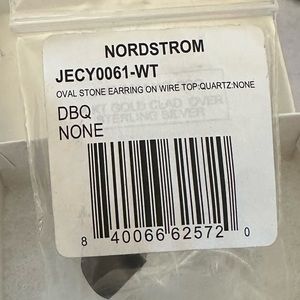 NORDSTROM
JECY0061-WT
OVAL STONE EARRING ON WIRE TOP:QUARTZ:NONE
DBQ
NONE
GOLD CLAD OVER
STERLING SILVER
8 40066 62572 0